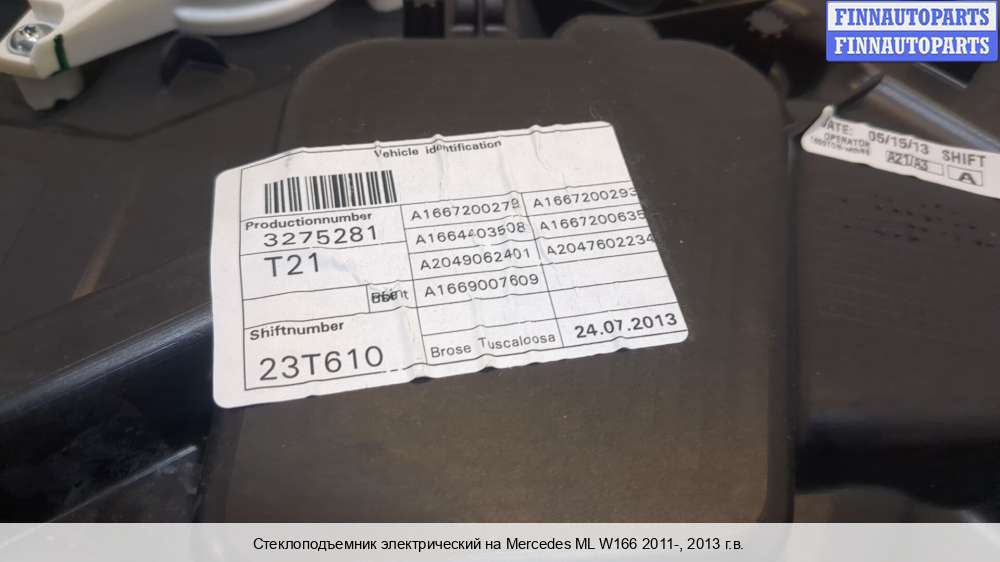 FINNAUTOPARTS
FINNAUTOPARTS
DATE: 05/15/13 SHIFT
OPERATOR A21/A3 A
Vehicle identification
Productionnumber
3275281
T21
Shiftnumber
23T610
A1667200279 A1667200293
A1664403508 A1667200635
A2049062401 A2047602234
A1669007609
Brose Tuscaloosa 24.07.2013
Стеклоподъемник электрический на Mercedes ML W166 2011-, 2013 г.в.